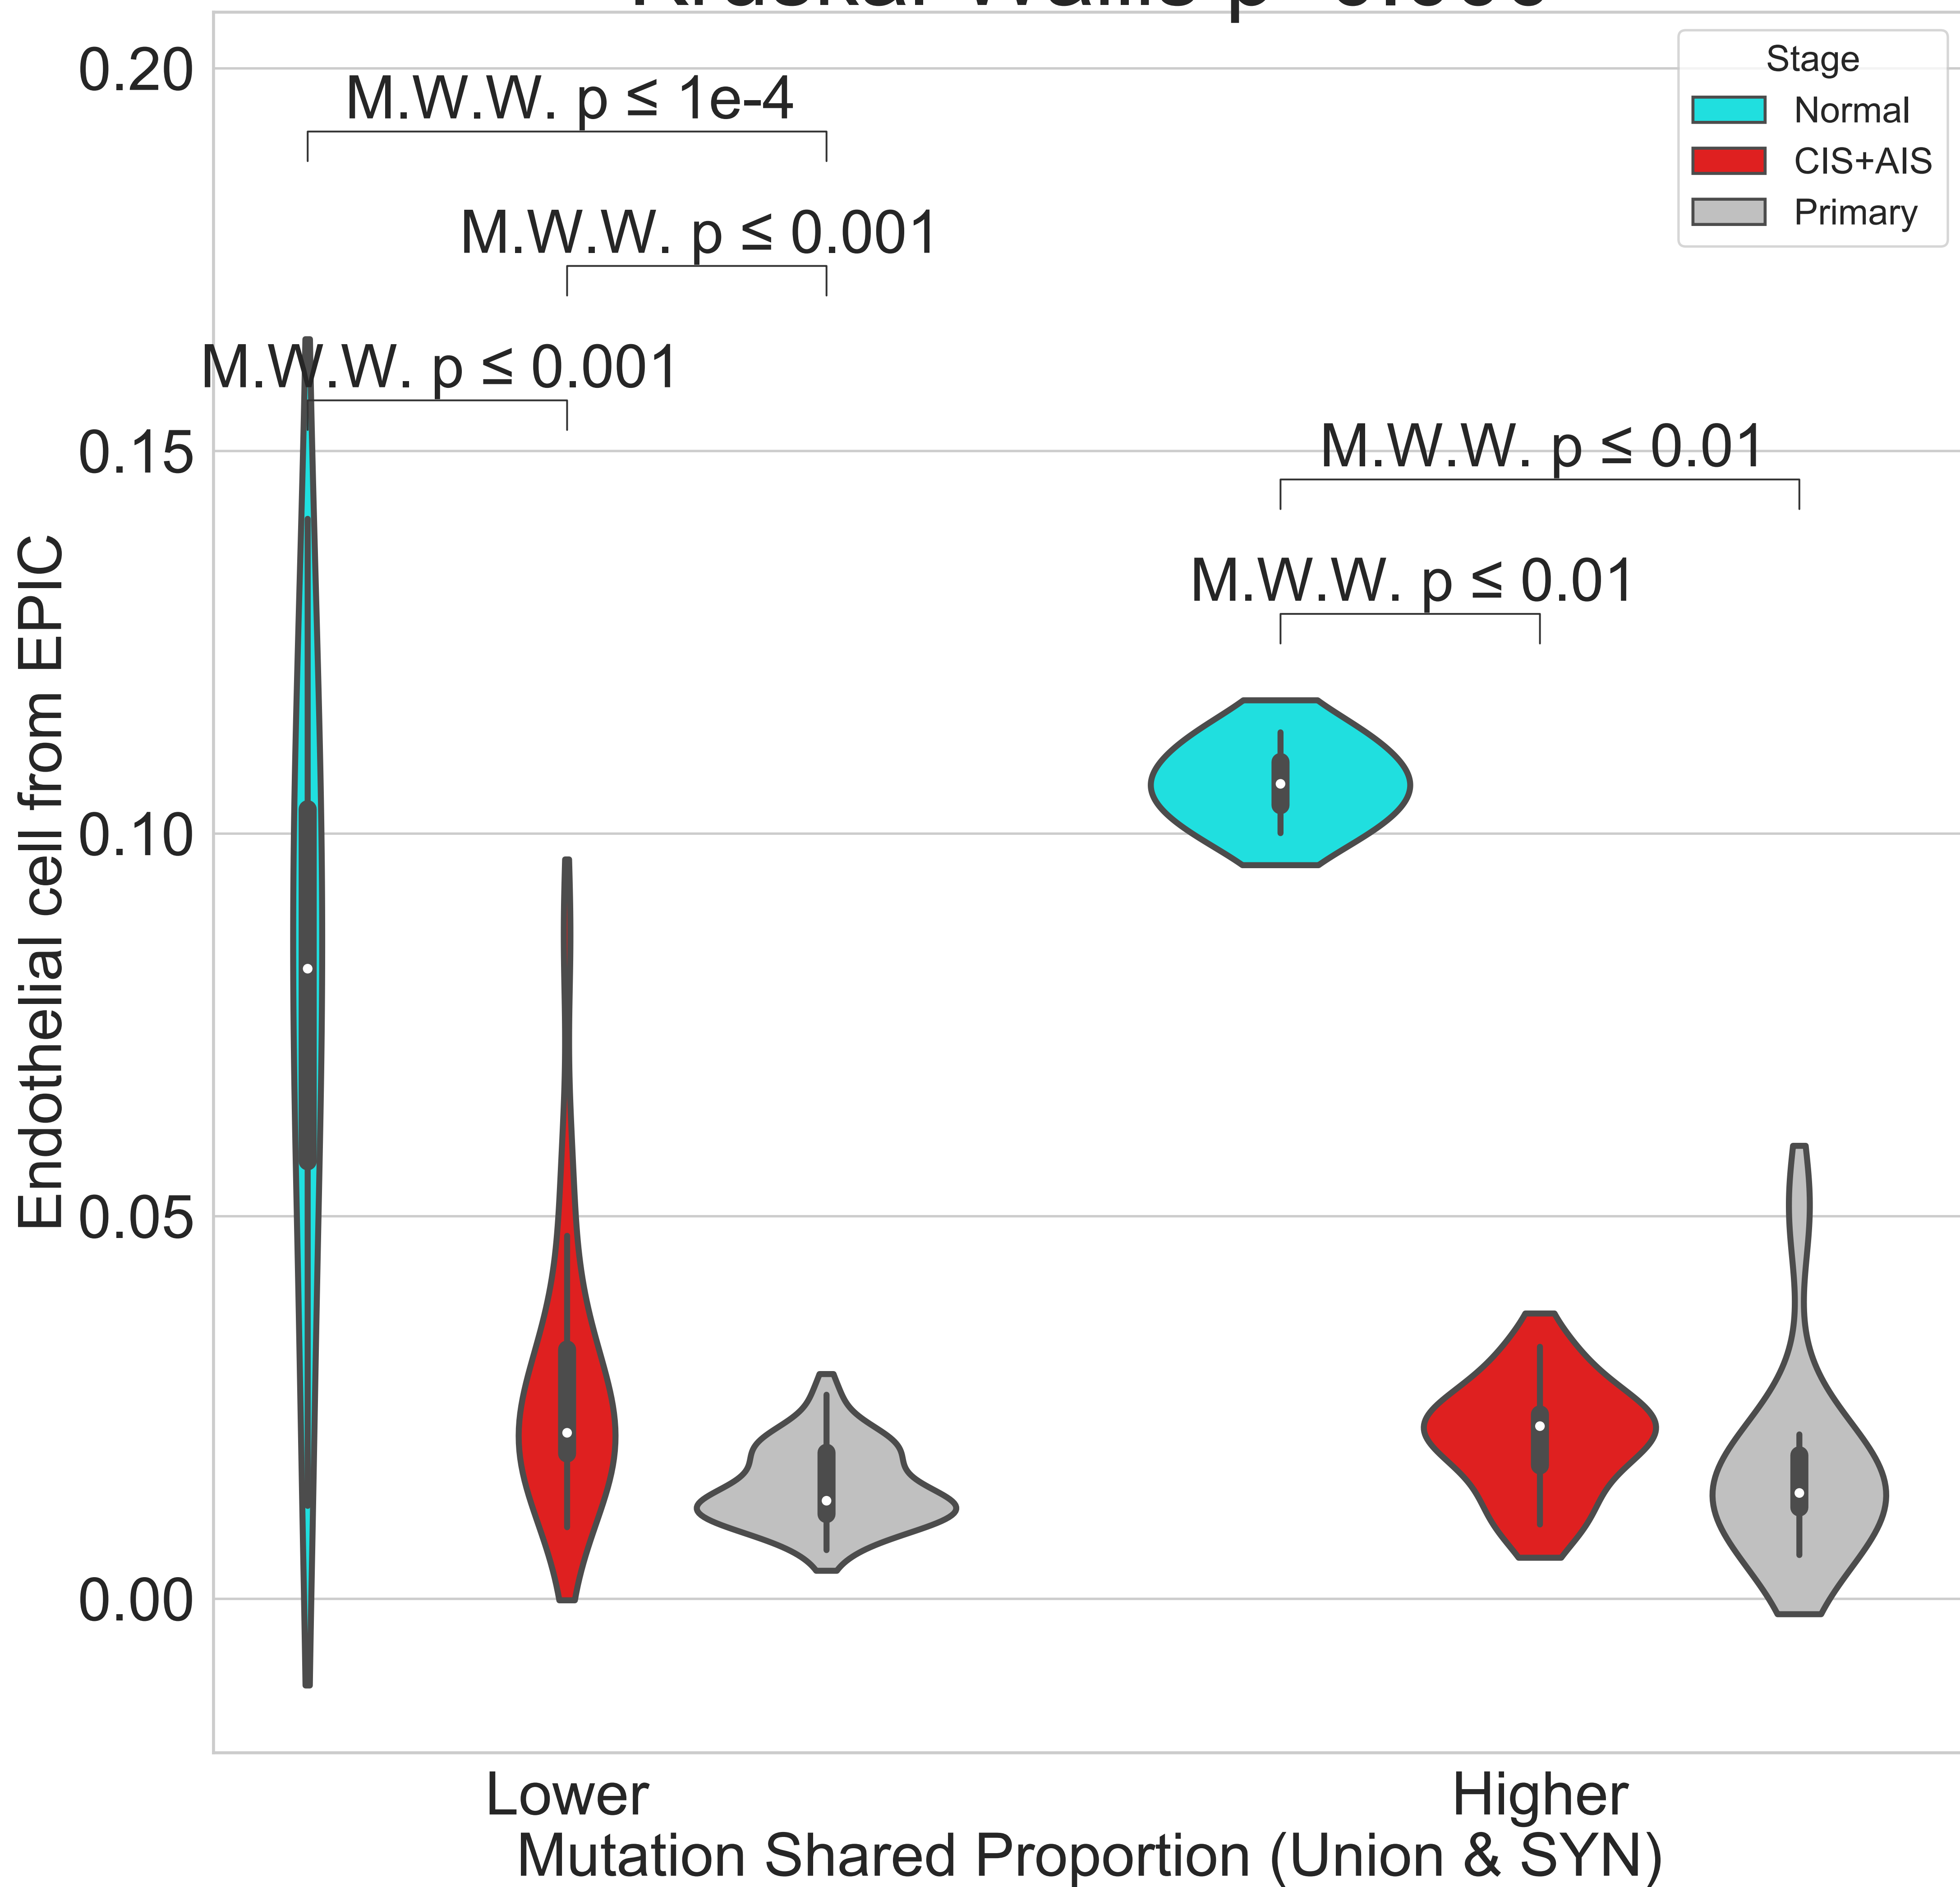 0.20
0.15
0.10
0.05
0.00
Endothelial cell from EPIC
M.W.W. p ≤ 1e-4
M.W.W. p ≤ 0.001
M.W.W. p ≤ 0.001
M.W.W. p ≤ 0.01
M.W.W. p ≤ 0.01
Stage
Normal
CIS+AIS
Primary
Lower
Higher
Mutation Shared Proportion (Union & SYN)